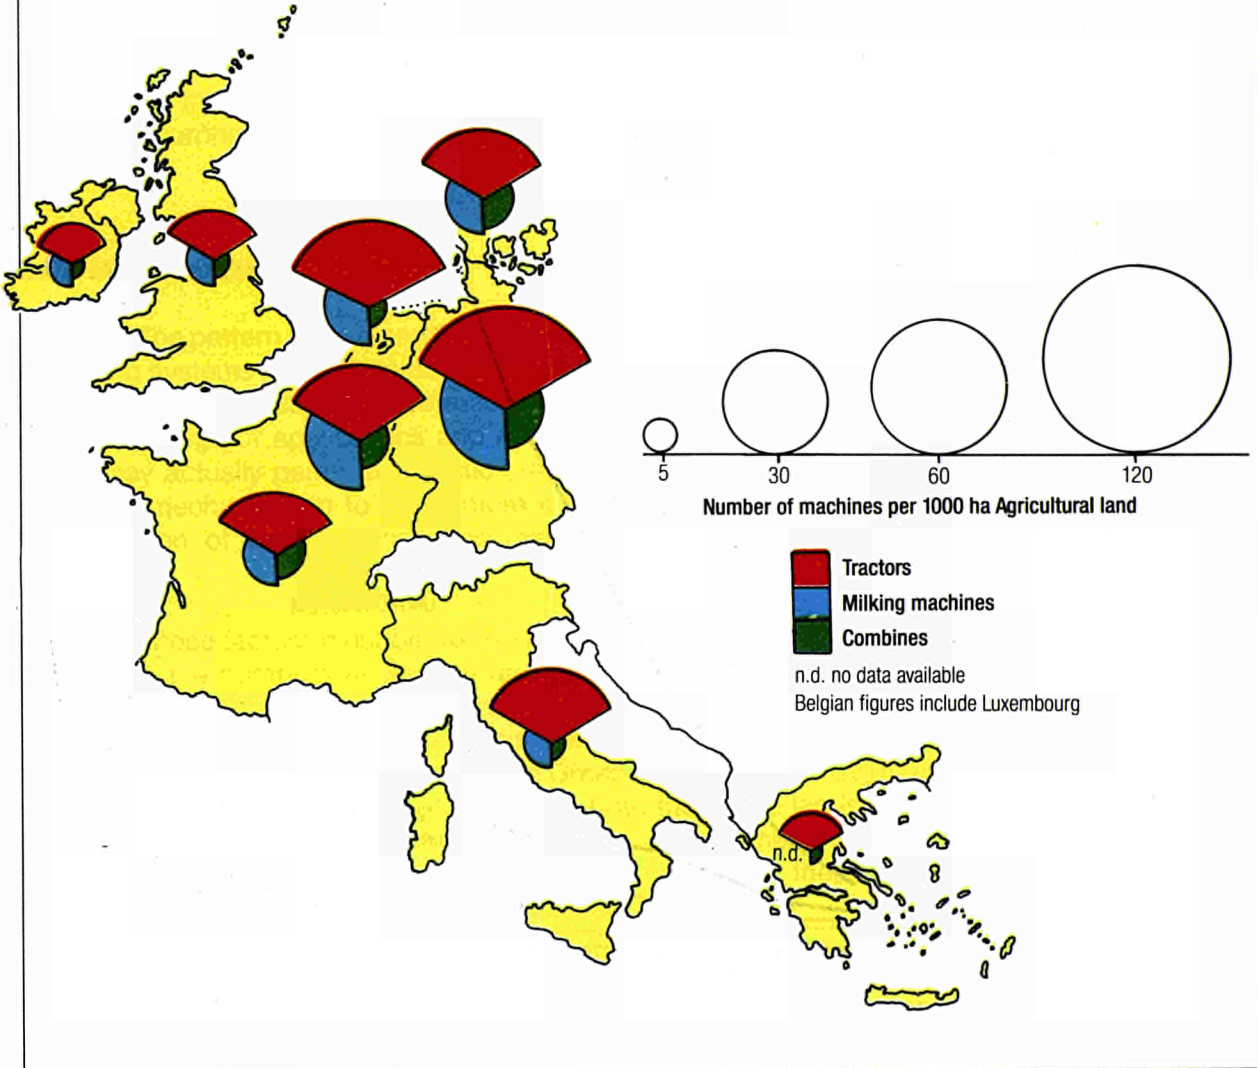 5 30 60 120
Number of machines per 1000 ha Agricultural land
Tractors
Milking machines
Combines
n.d. no data available
Belgian figures include Luxembourg
n.d.